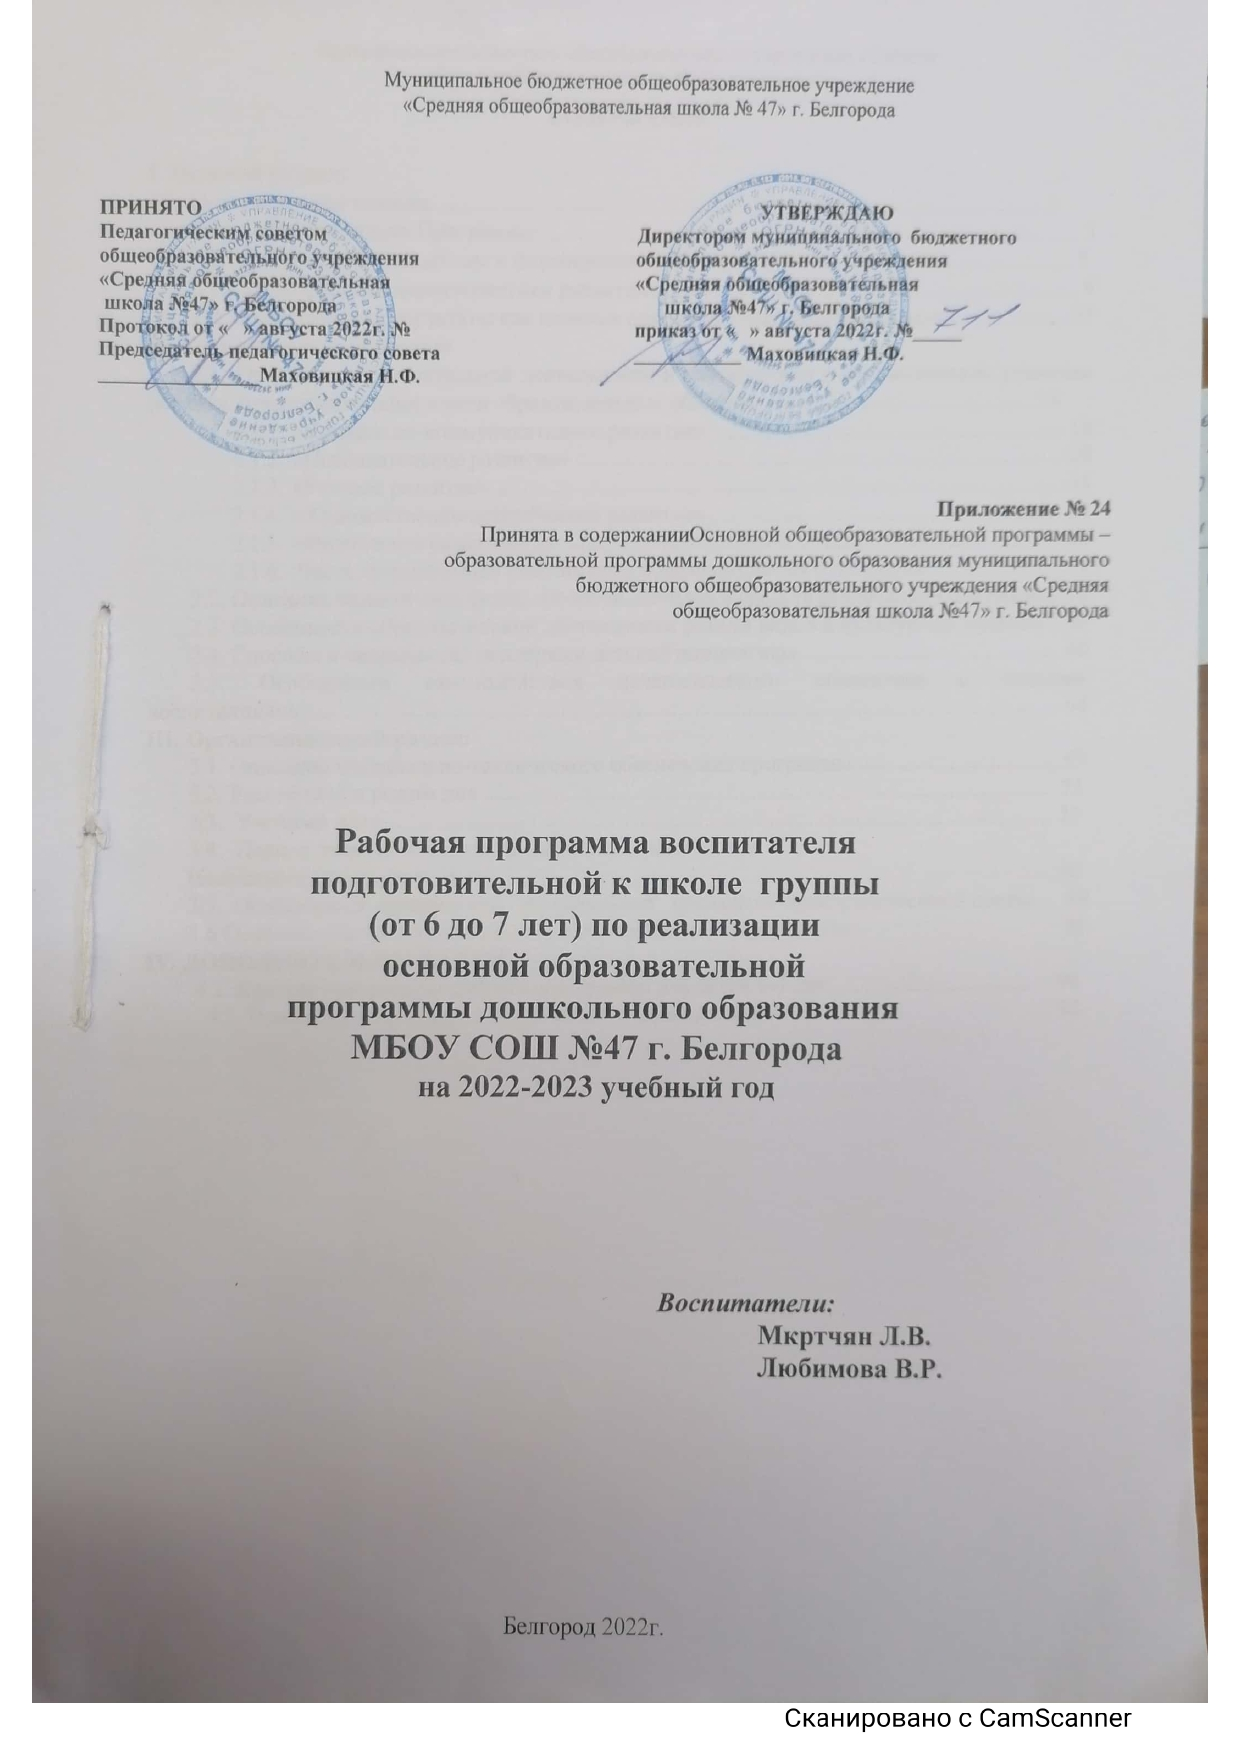 Муниципальное бюджетное общеобразовательное учреждение
«Средняя общеобразовательная школа № 47» г. Белгорода
ПРИНЯТО
Педагогическим советом
общеобразовательного учреждения
«Средняя общеобразовательная
школа №47» г. Белгорода
Протокол от « » августа 2022г. №
Председатель педагогического совета
Маховицкая Н.Ф.
УТВЕРЖДАЮ
Директором муниципального бюджетного
общеобразовательного учреждения
«Средняя общеобразовательная
школа №47» г. Белгорода
приказ от « » августа 2022г. № 711
Маховицкая Н.Ф.
Приложение № 24
Принята в содержанииОсновной общеобразовательной программы –
образовательной программы дошкольного образования муниципального
бюджетного общеобразовательного учреждения «Средняя
общеобразовательная школа №47» г. Белгорода
Рабочая программа воспитателя
подготовительной к школе группы
(от 6 до 7 лет) по реализации
основной образовательной
программы дошкольного образования
МБОУ СОШ №47 г. Белгорода
на 2022-2023 учебный год
Воспитатели:
Мкртчян Л.В.
Любимова В.Р.
Белгород 2022г.
Сканировано с CamScanner